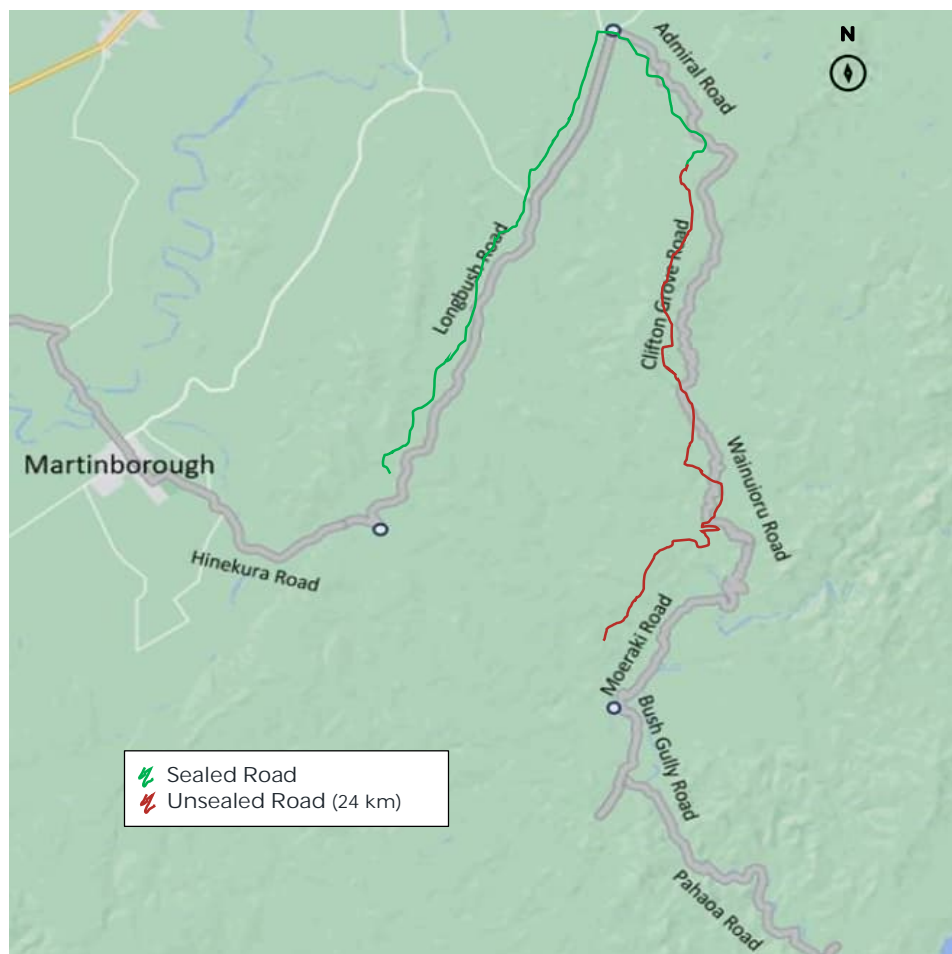 N
Admiral Road
Longbush Road
Clifton Grove Road
Martinborough
Wainuioru Road
Hinekura Road
Moeraki Road
Bush Gully Road
Sealed Road
Unsealed Road (24 km)
Pahaoa Road